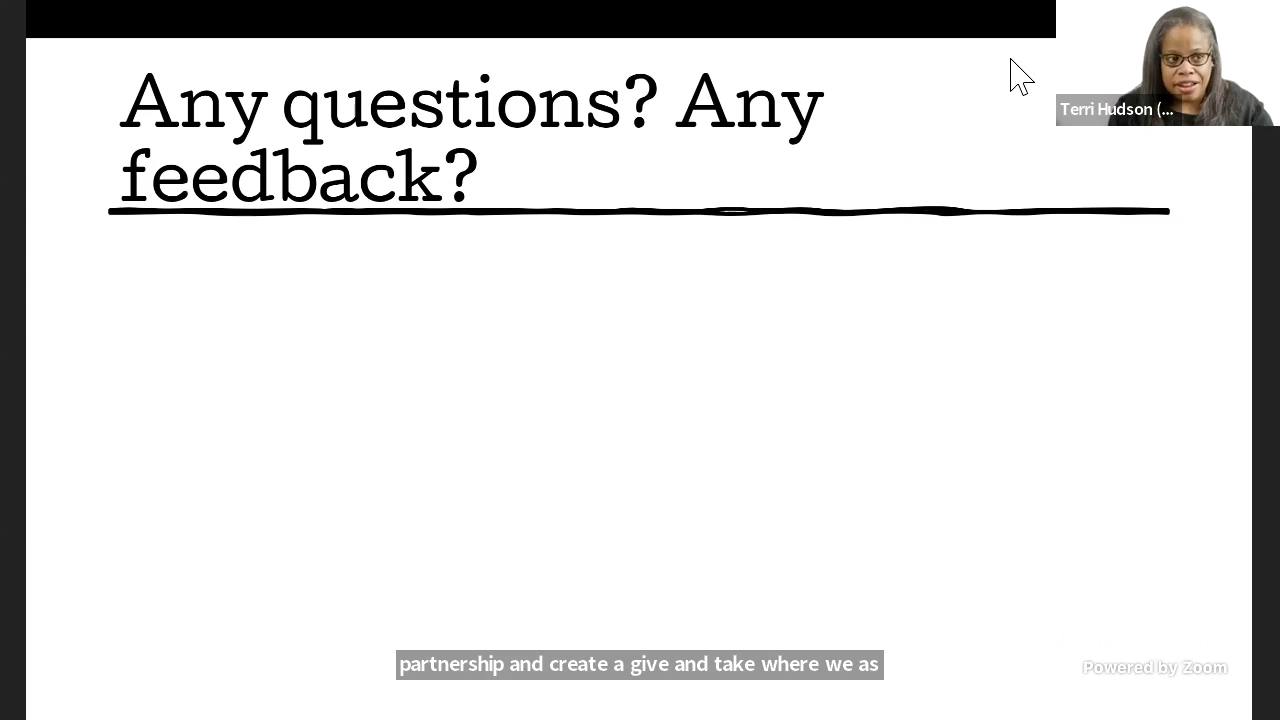 Any questions? Any
feedback?
Terri Hudson (...
partnership and create a give and take where we as
Powered by Zoom